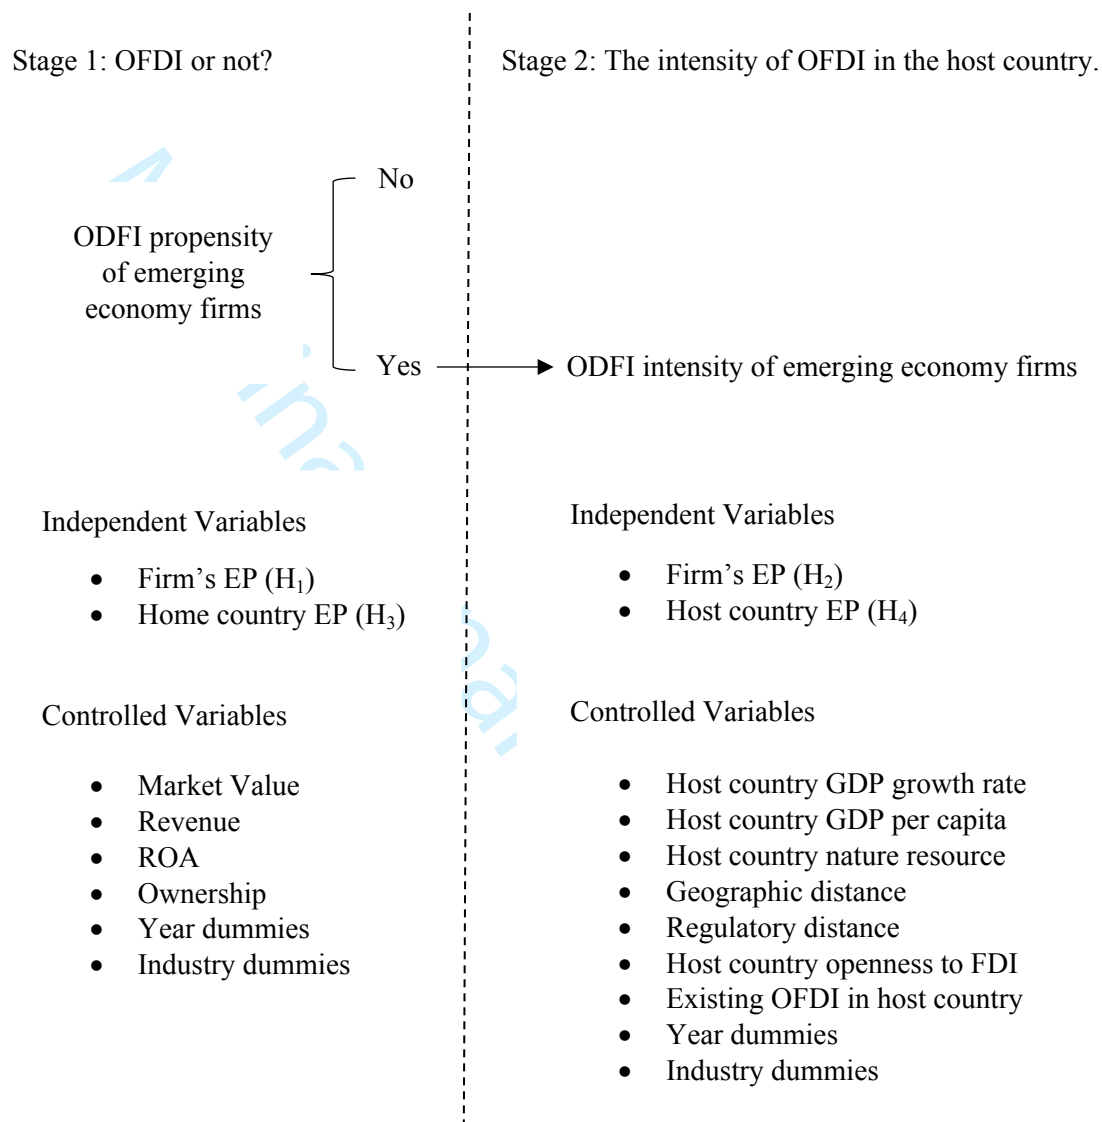 Stage 1: OFDI or not?
Stage 2: The intensity of OFDI in the host country.
No
ODFI propensity
of emerging
economy firms
Yes
ODFI intensity of emerging economy firms
Independent Variables
• Firm's EP (H₁)
• Home country EP (H₃)
Controlled Variables
• Market Value
• Revenue
• ROA
• Ownership
• Year dummies
• Industry dummies
Independent Variables
• Firm's EP (H₂)
• Host country EP (H₄)
Controlled Variables
• Host country GDP growth rate
• Host country GDP per capita
• Host country nature resource
• Geographic distance
• Regulatory distance
• Host country openness to FDI
• Existing OFDI in host country
• Year dummies
• Industry dummies